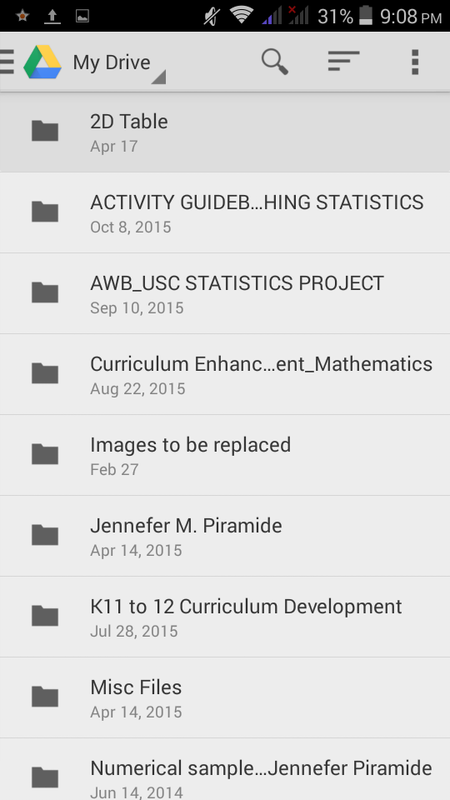 31% 9:08 PM
My Drive
2D Table
Apr 17
ACTIVITY GUIDEB...HING STATISTICS
Oct 8, 2015
AWB_USC STATISTICS PROJECT
Sep 10, 2015
Curriculum Enhanc...ent_Mathematics
Aug 22, 2015
Images to be replaced
Feb 27
Jennefer M. Piramide
Apr 14, 2015
K11 to 12 Curriculum Development
Jul 28, 2015
Misc Files
Apr 14, 2015
Numerical sample...Jennefer Piramide
Jun 14, 2014